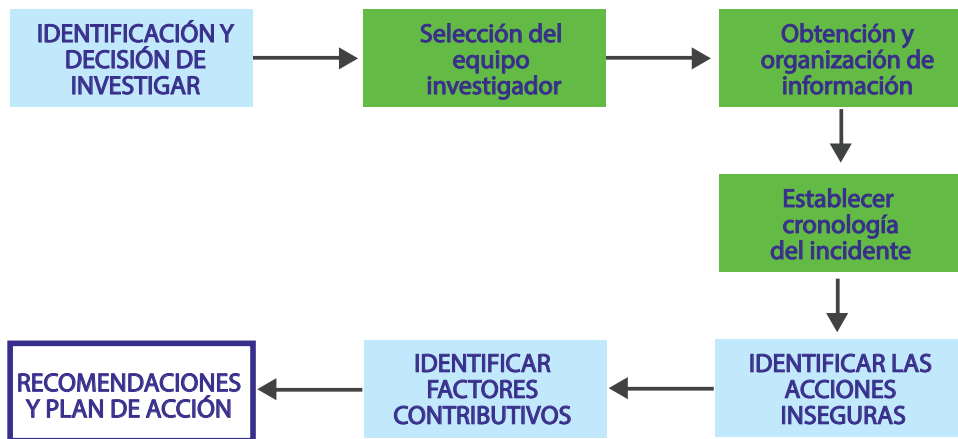 IDENTIFICACIÓN Y
DECISIÓN DE
INVESTIGAR
Selección del
equipo
investigador
Obtención y
organización de
información
Establecer
cronología
del incidente
IDENTIFICAR LAS
ACCIONES
INSEGURAS
IDENTIFICAR
FACTORES
CONTRIBUTIVOS
RECOMENDACIONES
Y PLAN DE ACCIÓN